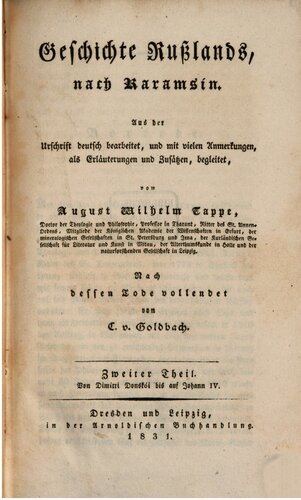 Geschichte Rußlands,
nach Karamsin.
Aus der
Urschrift deutsch bearbeitet, und mit vielen Anmerkungen,
als Erläuterungen und Zusätzen, begleitet,
von
August Wilhelm Tappe,
Doctor der Theologie und Philosophie, Professor in Tharant, Ritter des St. Annen-
Ordens, Mitgliede der Königlichen Akademie der Wissenschaften in Erfurt, der
mineralogischen Gesellschaften in St. Petersburg und Jena, der Kurländischen Ge-
sellschaft für Literatur und Kunst in Mitau, der Alterthumskunde in Halle und der
naturforschenden Gesellschaft in Leipzig.
Nach
dessen Tode vollendet
von
C. v. Goldbach.
Zweiter Theil.
Von Dimitri Donskói bis auf Johann IV.
Dresden und Leipzig,
in der Arnoldischen Buchhandlung.
1831.